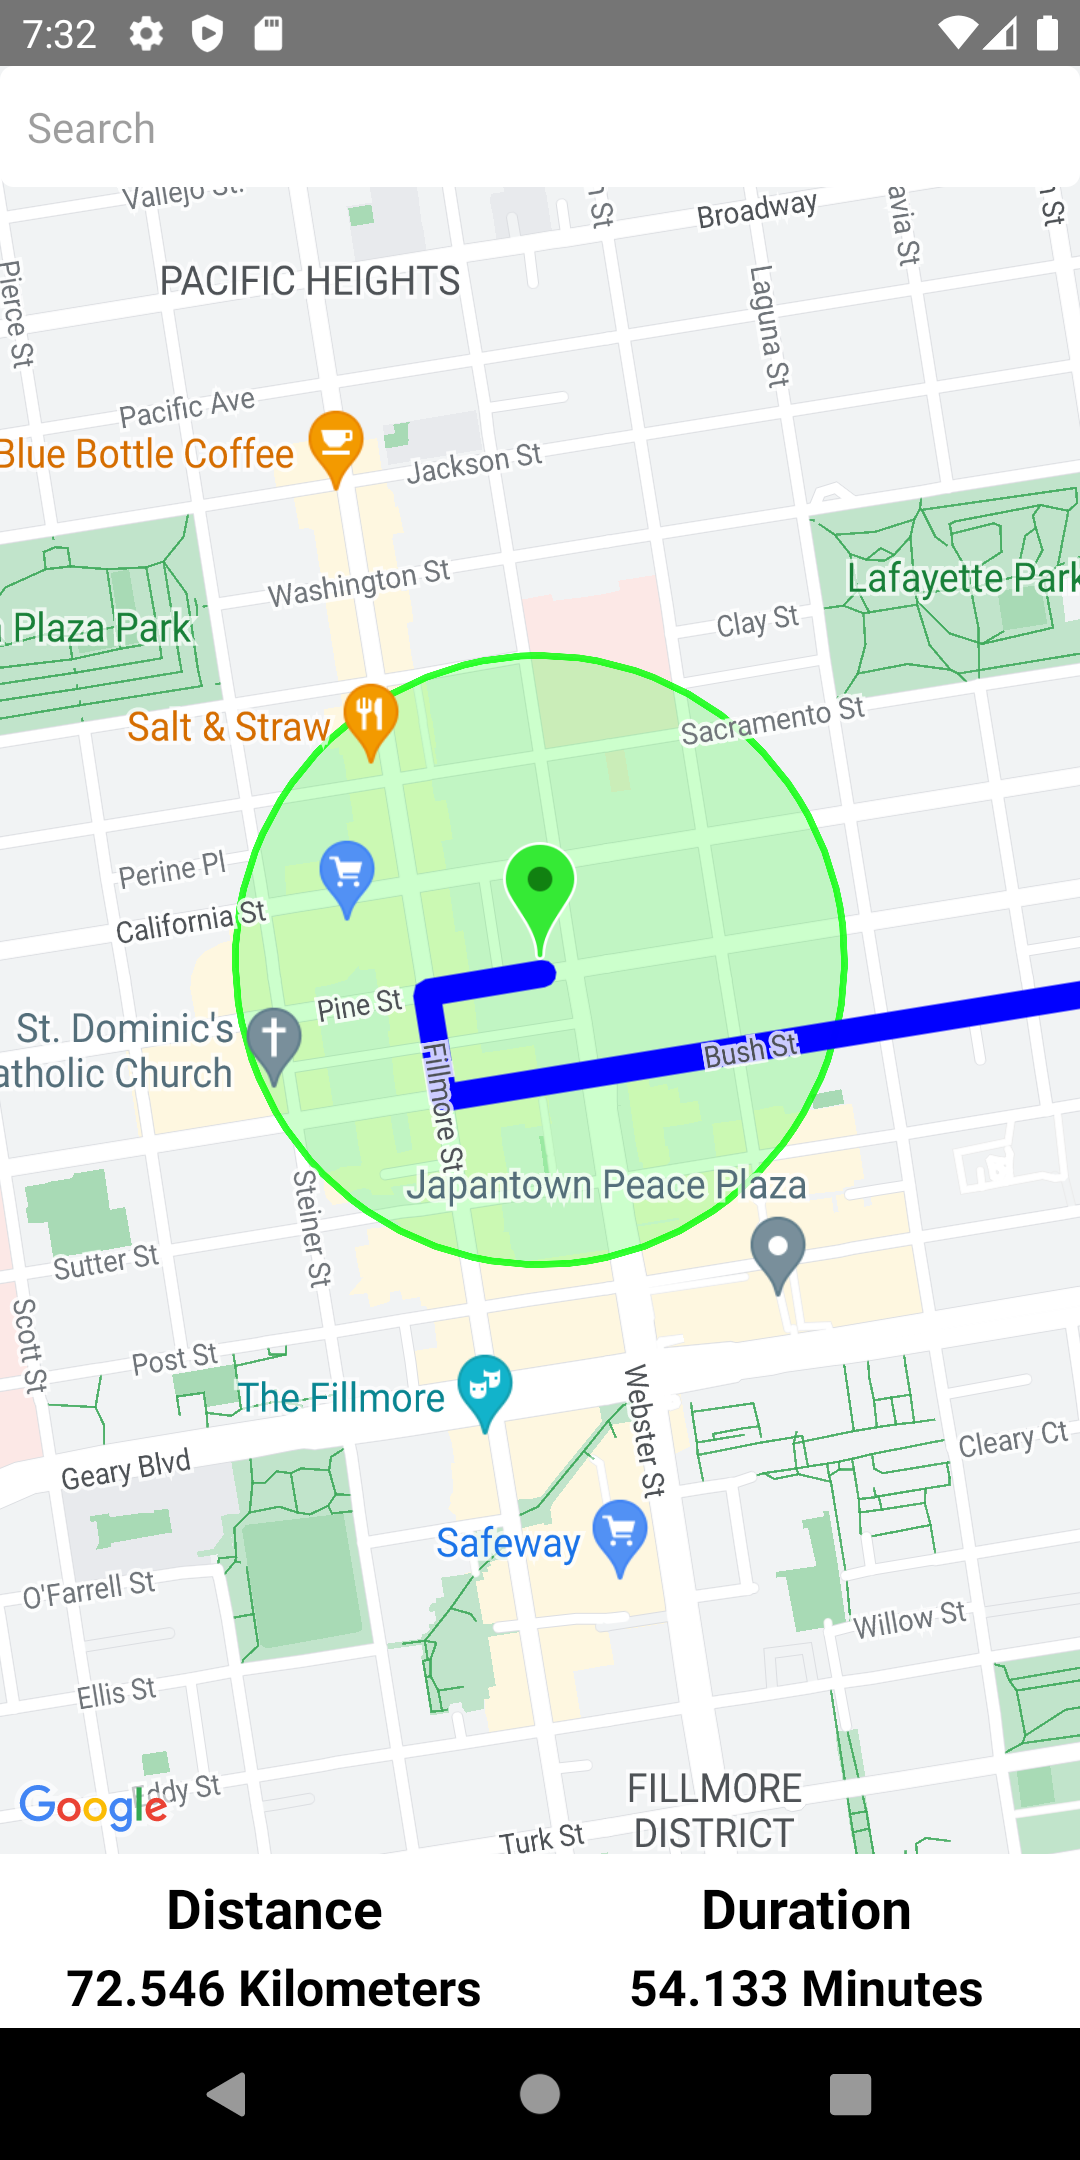 7:32
Search
Vallejo St.
n St
Broadway
avia St
n St
Pierce St
PACIFIC HEIGHTS
Laguna St
Pacific Ave
Blue Bottle Coffee
Jackson St
Washington St
Lafayette Park
Plaza Park
Clay St
Salt & Straw
Sacramento St
Perine Pl
California St
Pine St
St. Dominic's
atholic Church
Bush St
Fillmore St
Japantown Peace Plaza
Steiner St
Sutter St
Scott St
Post St
The Fillmore
Webster St
Geary Blvd
Cleary Ct
Safeway
O'Farrell St
Willow St
Ellis St
ddy St
Google
FILLMORE
DISTRICT
Turk St
Distance
Duration
72.546 Kilometers
54.133 Minutes